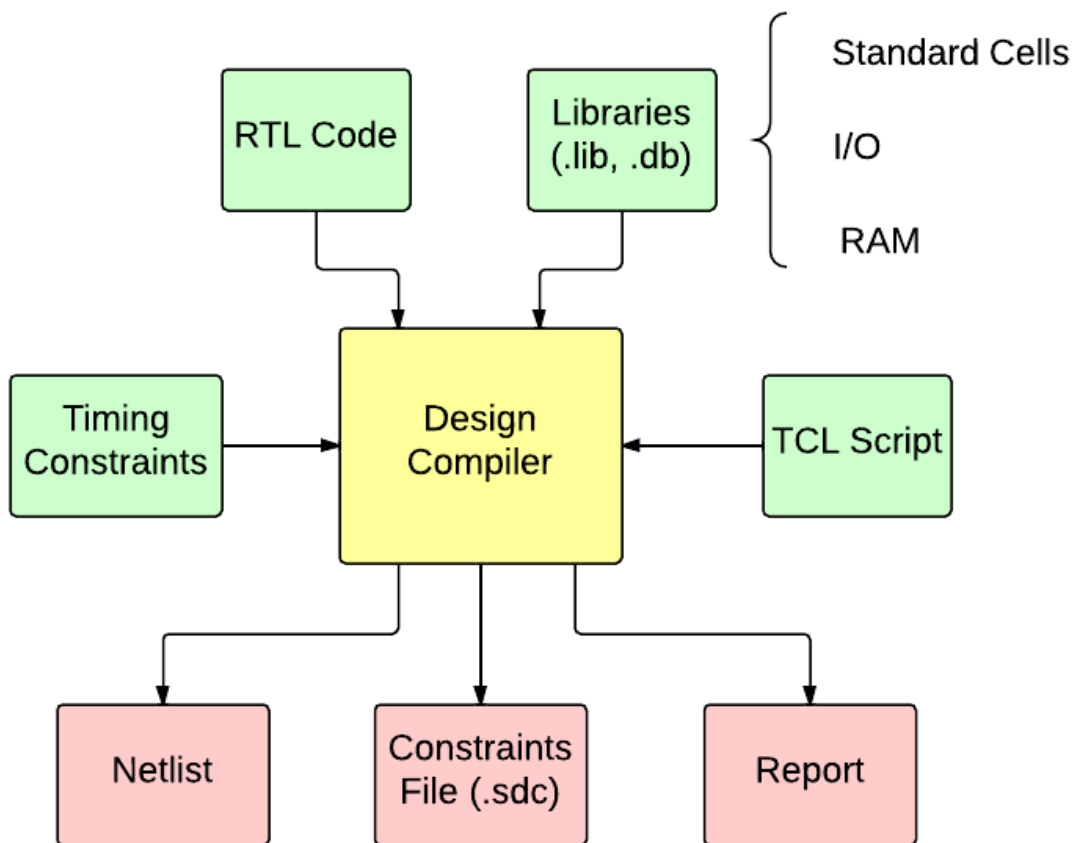 Standard Cells
RTL Code
Libraries
(.lib, .db)
I/O
RAM
Timing
Constraints
Design
Compiler
TCL Script
Netlist
Constraints
File (.sdc)
Report